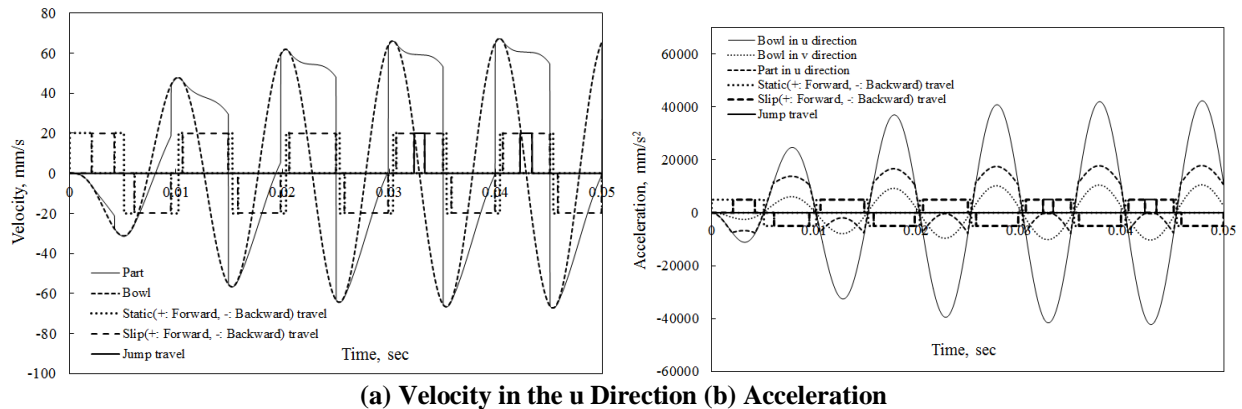 80
60
40
20
0
-20
-40
-60
-80
-100
Velocity, mm/s
0
0.01
0.02
0.03
0.04
0.05
Part
Bowl
Static(+: Forward, -: Backward) travel
Slip(+: Forward, -: Backward) travel
Jump travel
Time, sec
60000
40000
20000
0
-20000
-40000
-60000
Acceleration, mm/s²
Bowl in u direction
Bowl in v direction
Part in u direction
Static(+: Forward, -: Backward) travel
Slip(+: Forward, -: Backward) travel
Jump travel
0
0.01
0.02
0.03
0.04
0.05
Time, sec
(a) Velocity in the u Direction (b) Acceleration